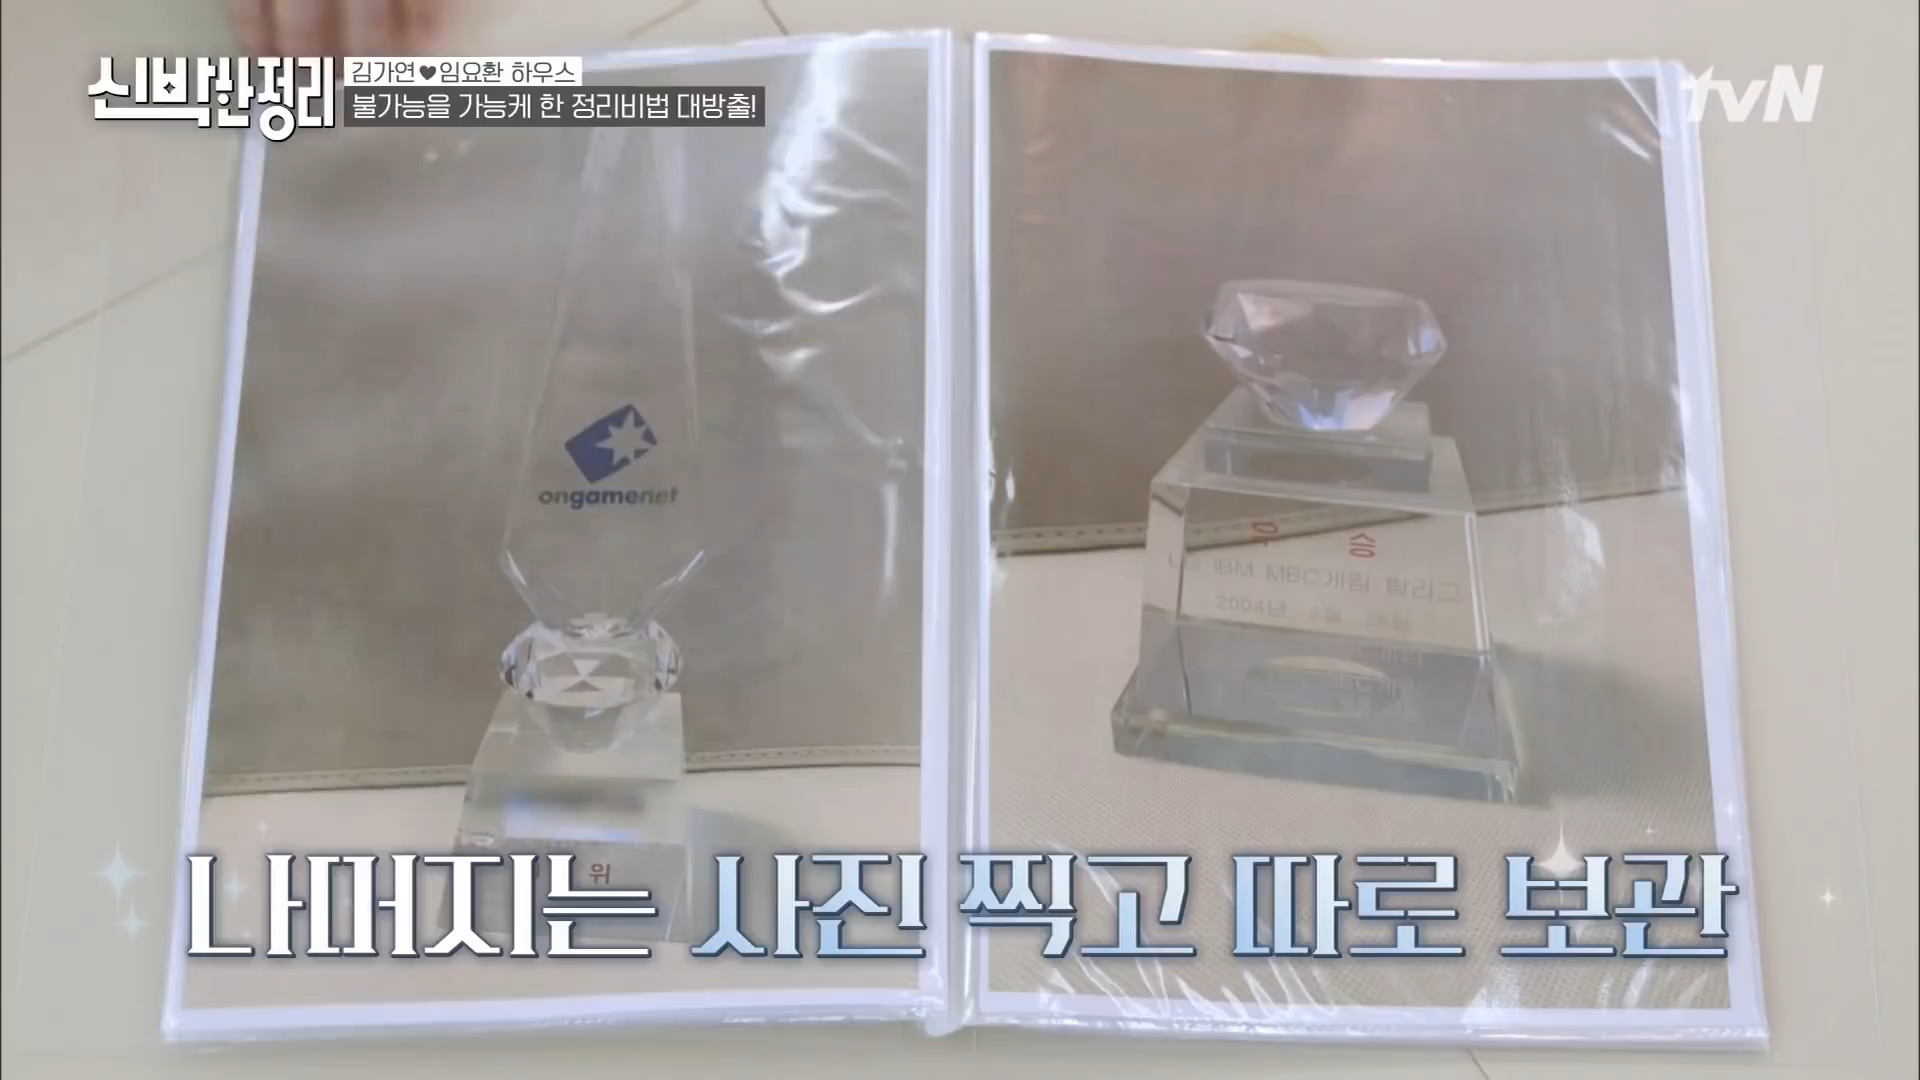 신박한 정리
김가연♥임요환 하우스
불가능을 가능케 한 정리비법 대방출!
tvN
ongamenet
우 승
IBM MBC게임 팀리그
2004년 2월
위
나머지는 사진 찍고 따로 보관